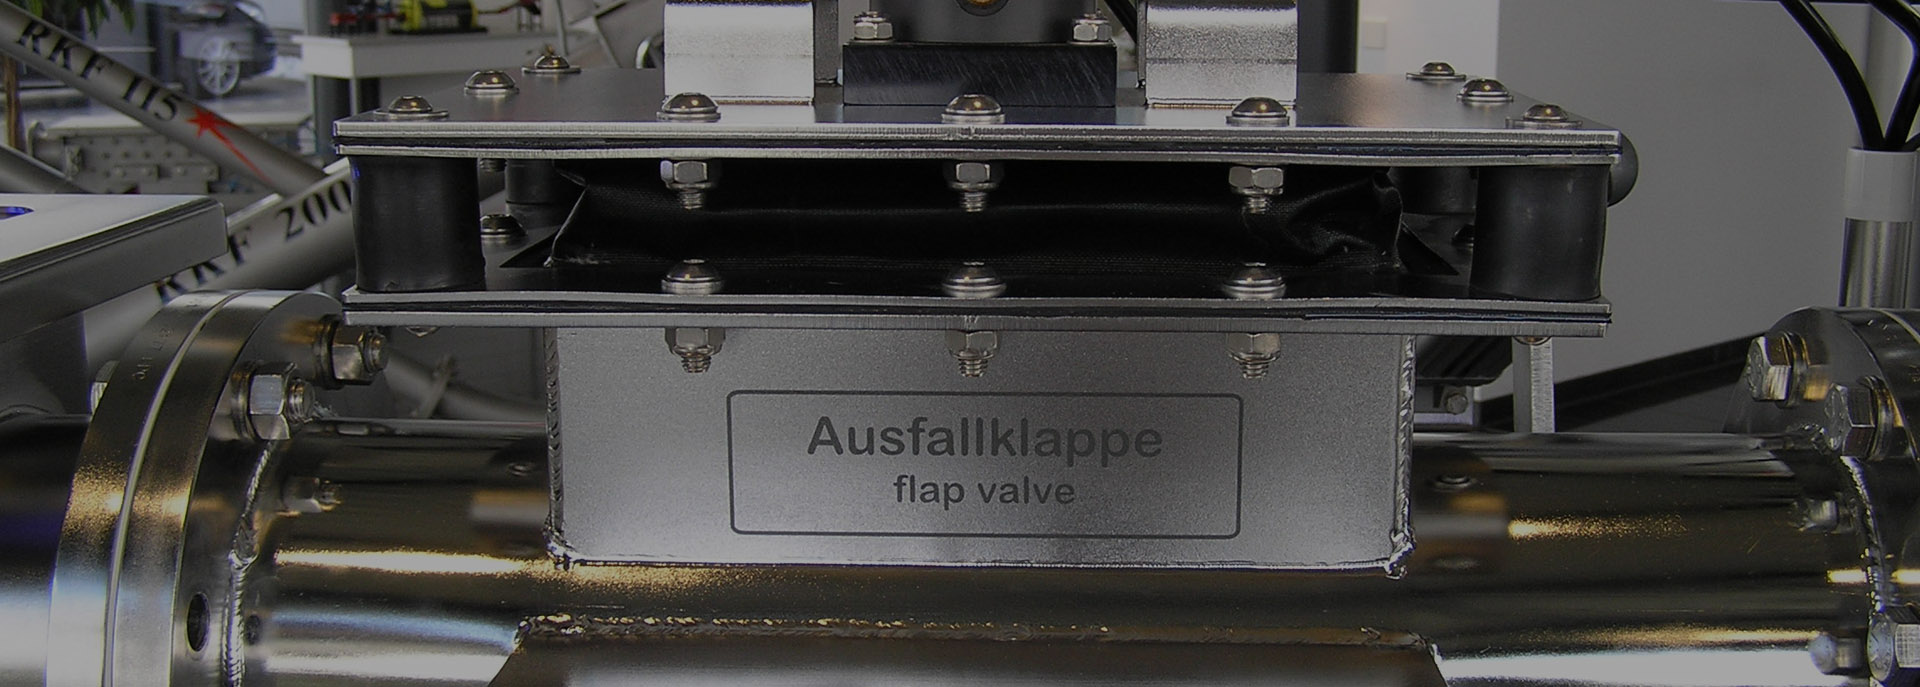 RKF 115
RKF 200
Ausfallklappe
flap valve